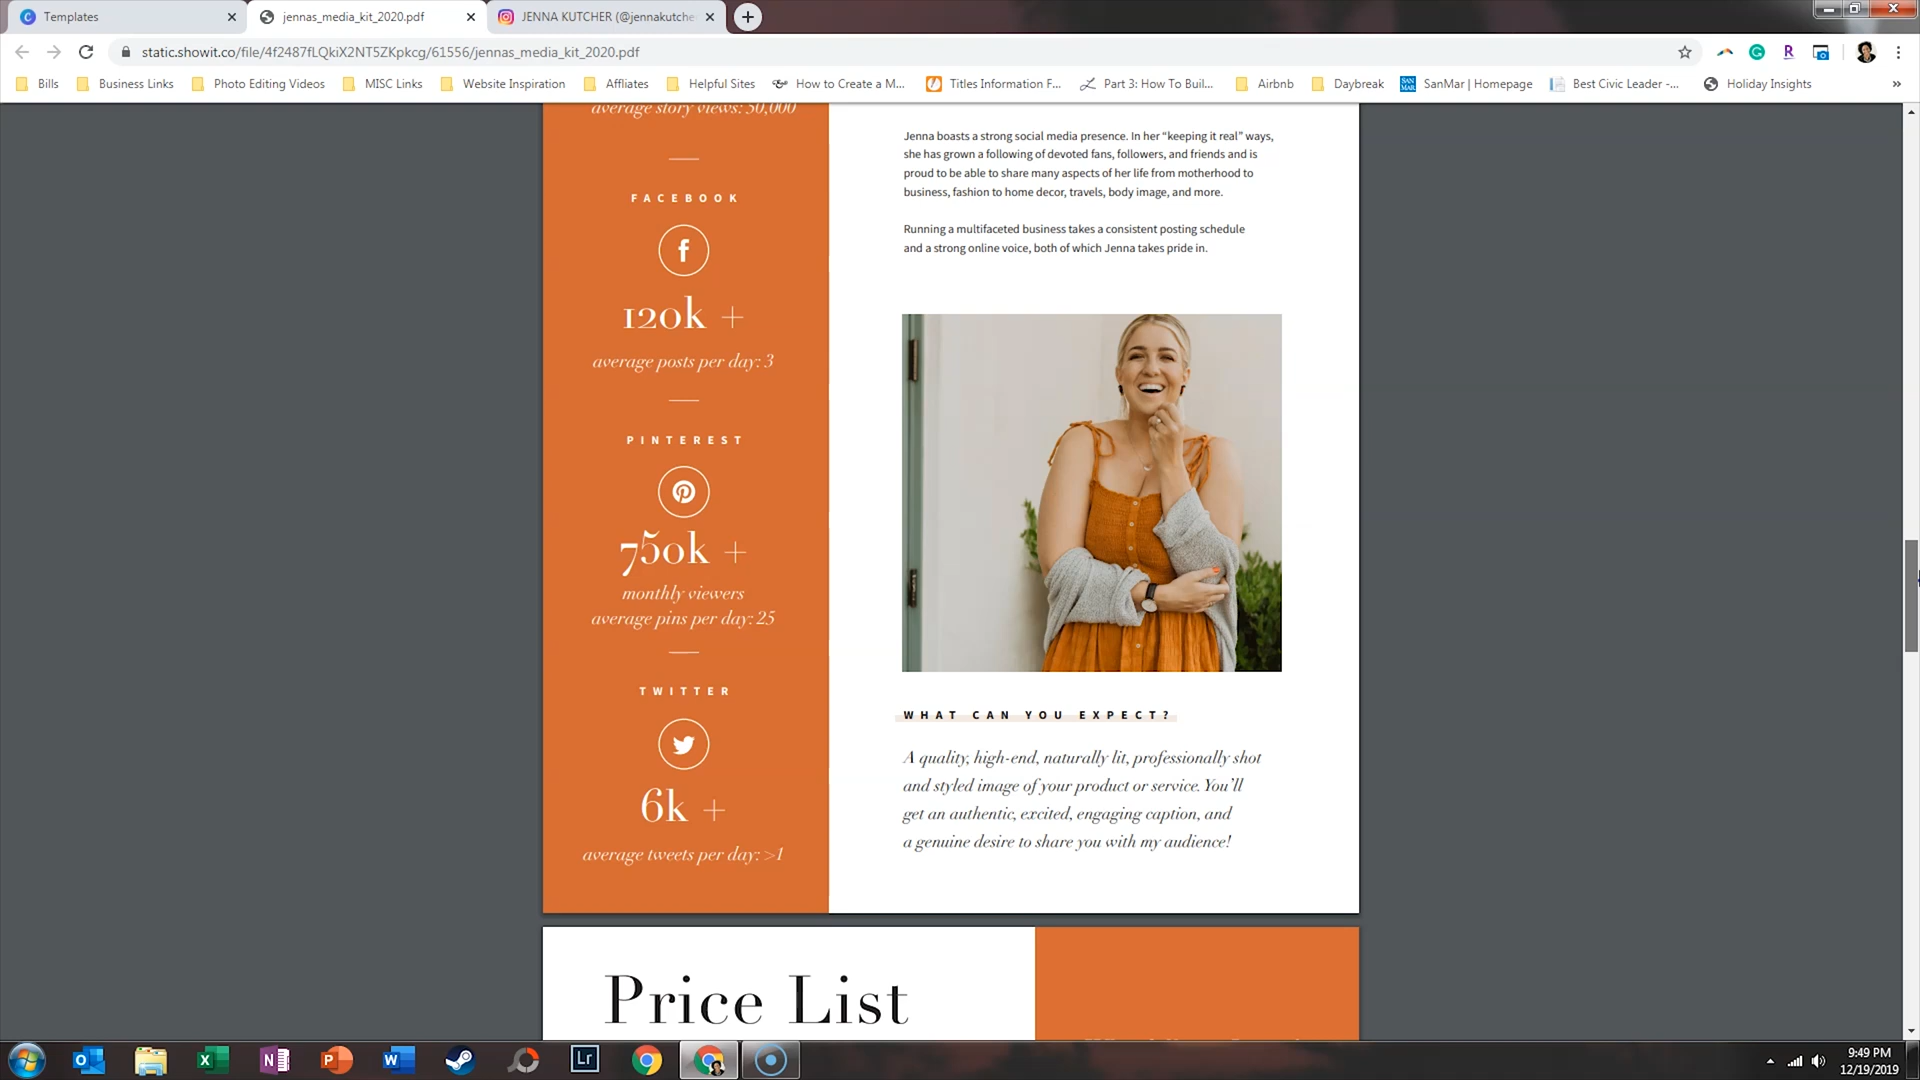 Templates
jennas_media_kit_2020.pdf
JENNA KUTCHER (@jennakutche
static.showit.co/file/4f2487fLQkiX2NT5ZKpkcg/61556/jennas_media_kit_2020.pdf
Bills
Business Links
Photo Editing Videos
MISC Links
Website Inspiration
Affliates
Helpful Sites
How to Create a M...
Titles Information F...
Part 3: How To Buil...
Airbnb
Daybreak
SanMar | Homepage
Best Civic Leader -...
Holiday Insights
average story views: 50,000
FACEBOOK
120k +
average posts per day: 3
PINTEREST
750k +
monthly viewers
average pins per day: 25
TWITTER
6k +
average tweets per day: >1
Jenna boasts a strong social media presence. In her “keeping it real” ways,
she has grown a following of devoted fans, followers, and friends and is
proud to be able to share many aspects of her life from motherhood to
business, fashion to home decor, travels, body image, and more.
Running a multifaceted business takes a consistent posting schedule
and a strong online voice, both of which Jenna takes pride in.
WHAT CAN YOU EXPECT?
A quality, high-end, naturally lit, professionally shot
and styled image of your product or service. You’ll
get an authentic, excited, engaging caption, and
a genuine desire to share you with my audience!
Price List
9:49 PM
12/19/2019